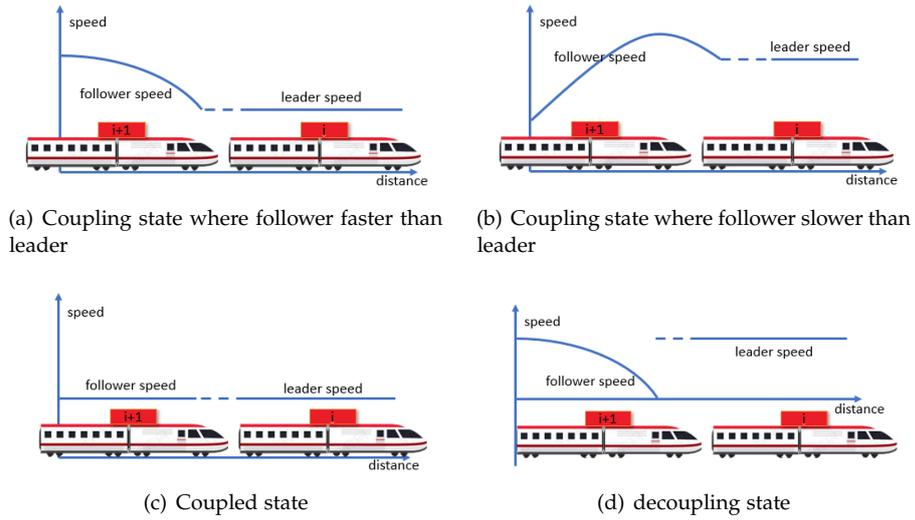 speed
follower speed
leader speed
i+1
i
distance
(a) Coupling state where follower faster than
leader
speed
follower speed
leader speed
i+1
i
distance
(b) Coupling state where follower slower than
leader
speed
follower speed
leader speed
i+1
i
distance
(c) Coupled state
speed
leader speed
follower speed
distance
i+1
i
(d) decoupling state